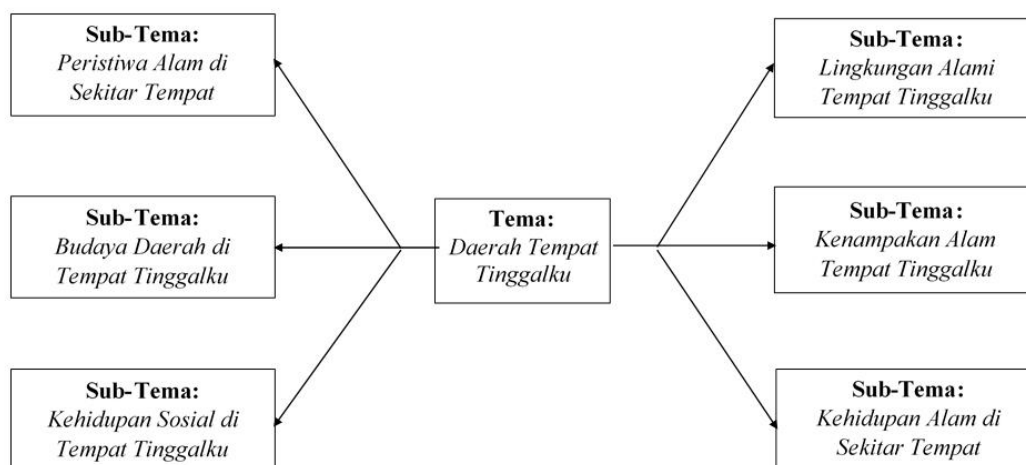 Sub-Tema:
Peristiwa Alam di
Sekitar Tempat
Sub-Tema:
Budaya Daerah di
Tempat Tinggalku
Sub-Tema:
Kehidupan Sosial di
Tempat Tinggalku
Tema:
Daerah Tempat
Tinggalku
Sub-Tema:
Lingkungan Alami
Tempat Tinggalku
Sub-Tema:
Kenampakan Alam
Tempat Tinggalku
Sub-Tema:
Kehidupan Alam di
Sekitar Tempat